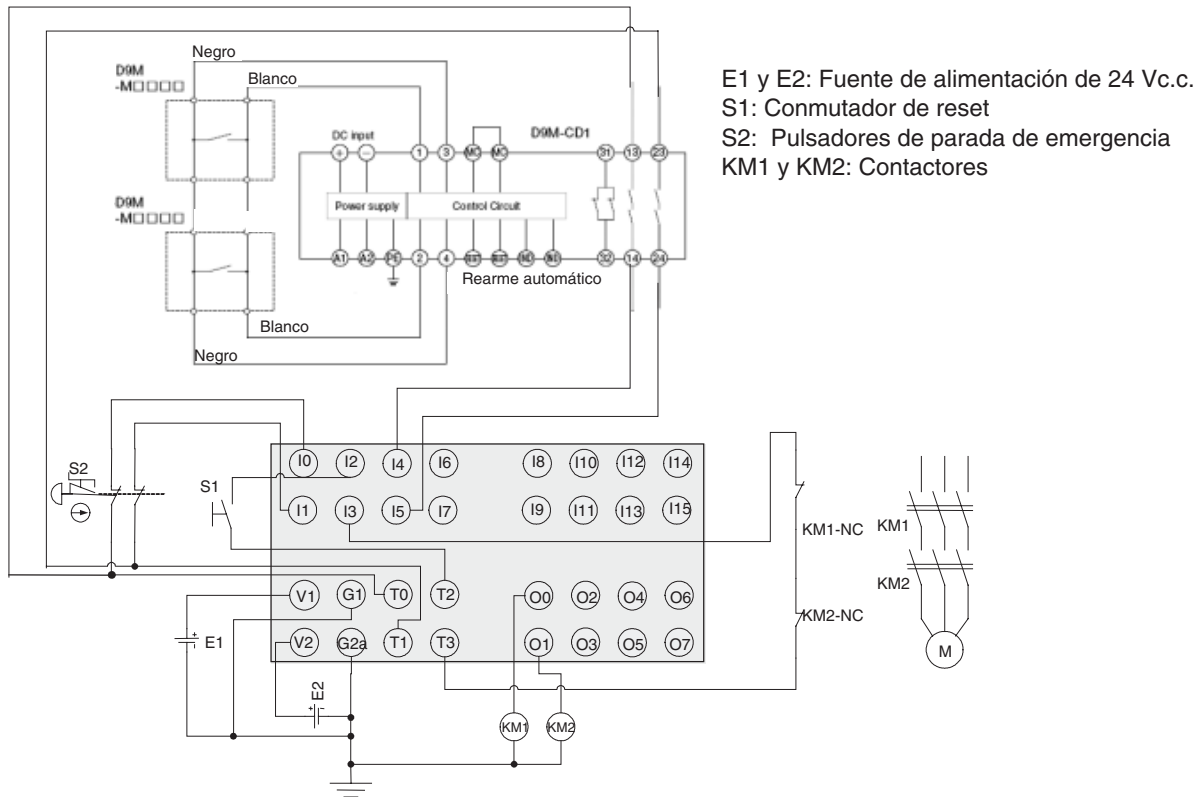 Negro
D9M
-M□□□□
Blanco
E1 y E2: Fuente de alimentación de 24 Vc.c.
S1: Conmutador de reset
S2: Pulsadores de parada de emergencia
KM1 y KM2: Contactores
DC input
D9M-CD1
+ − 1 3 MC MC 31 13 23
D9M
-M□□□□
Power supply
Control Circuit
A1 A2 PE 2 4 32 14 24
Rearme automático
Blanco
Negro
I0 I2 I4 I6 I8 I10 I12 I14
S2
S1
I1 I3 I5 I7 I9 I11 I13 I15
KM1-NC
KM1
KM2
V1 G1 T0 T2 O0 O2 O4 O6
KM2-NC
E1
V2 G2a T1 T3 O1 O3 O5 O7
M
E2
KM1
KM2